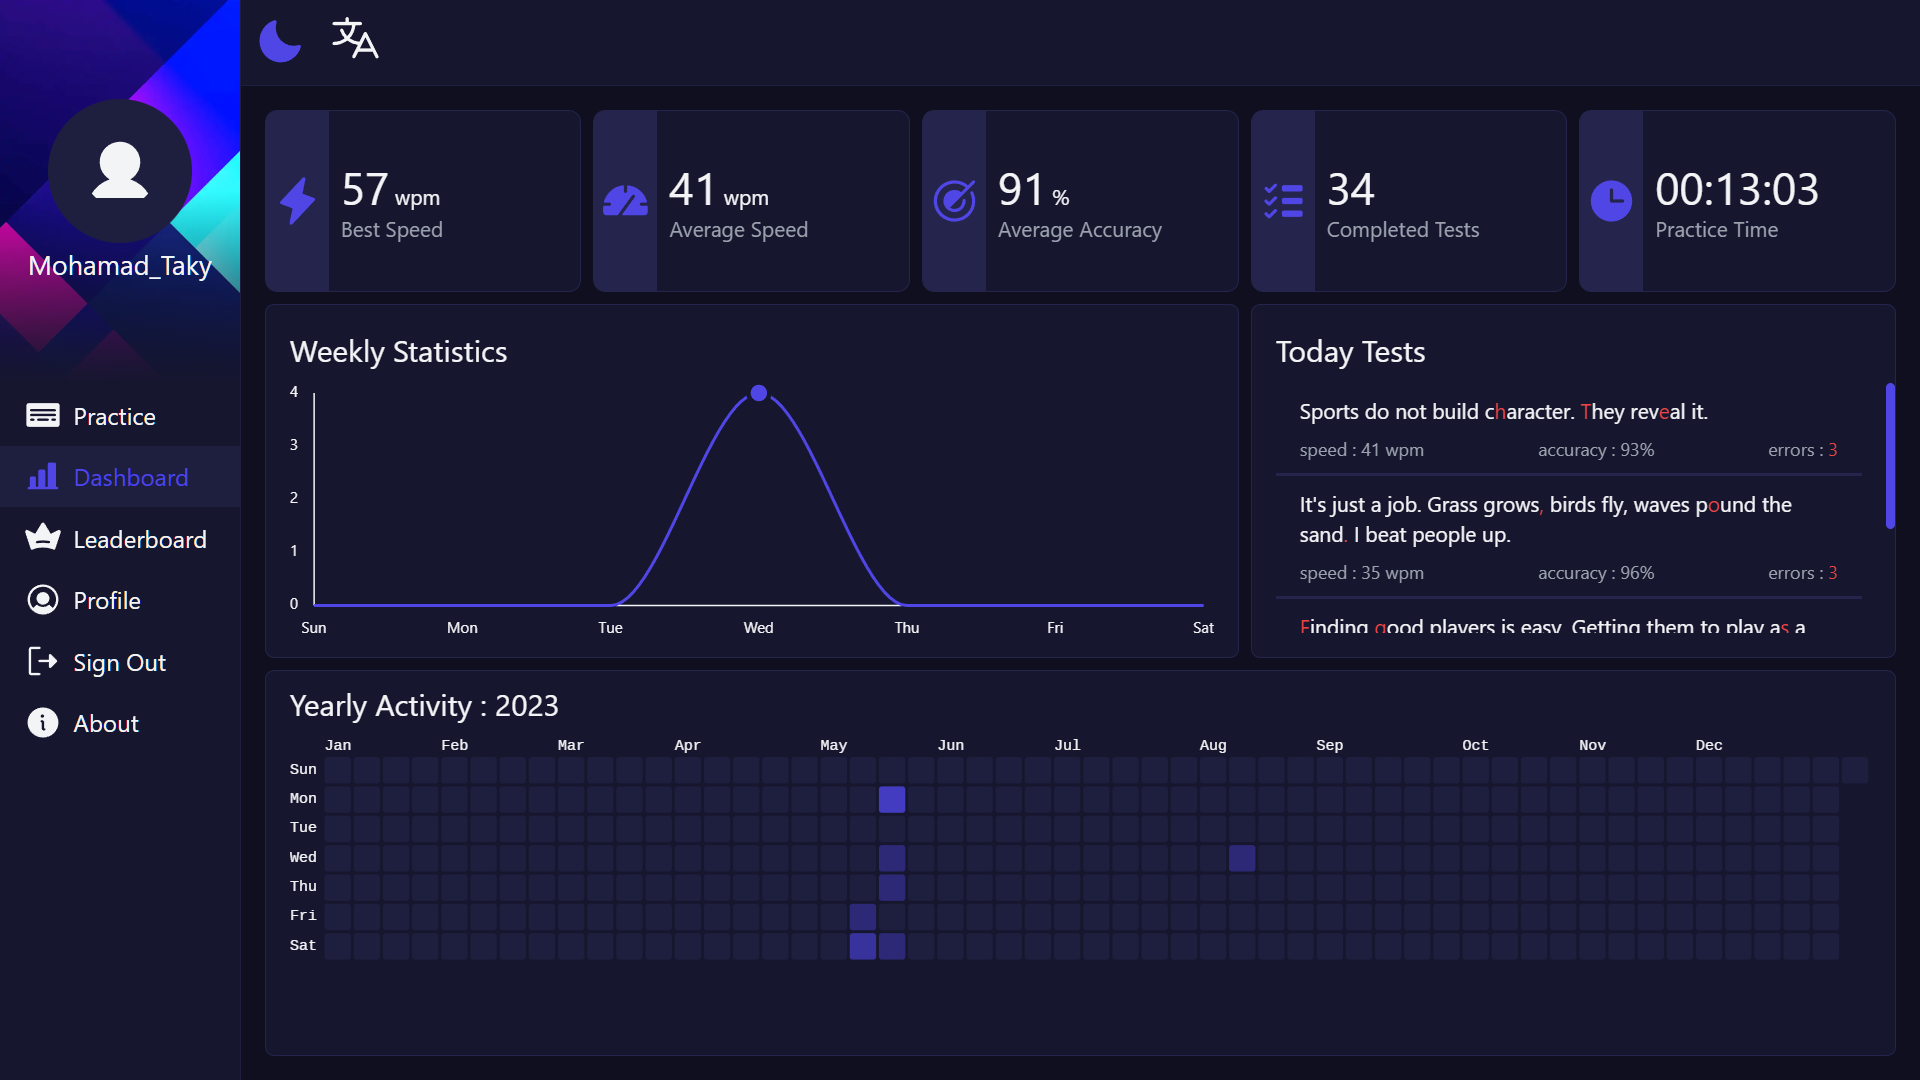 Mohamad_Taky
Practice
Dashboard
Leaderboard
Profile
Sign Out
About
文A
57 wpm
Best Speed
41 wpm
Average Speed
91 %
Average Accuracy
34
Completed Tests
00:13:03
Practice Time
Weekly Statistics
4
3
2
1
0
Sun Mon Tue Wed Thu Fri Sat
Today Tests
Sports do not build character. They reveal it.
speed : 41 wpm accuracy : 93% errors : 3
It's just a job. Grass grows, birds fly, waves pound the
sand. I beat people up.
speed : 35 wpm accuracy : 96% errors : 3
Finding good players is easy. Getting them to play as a
Yearly Activity : 2023
Jan Feb Mar Apr May Jun Jul Aug Sep Oct Nov Dec
Sun
Mon
Tue
Wed
Thu
Fri
Sat